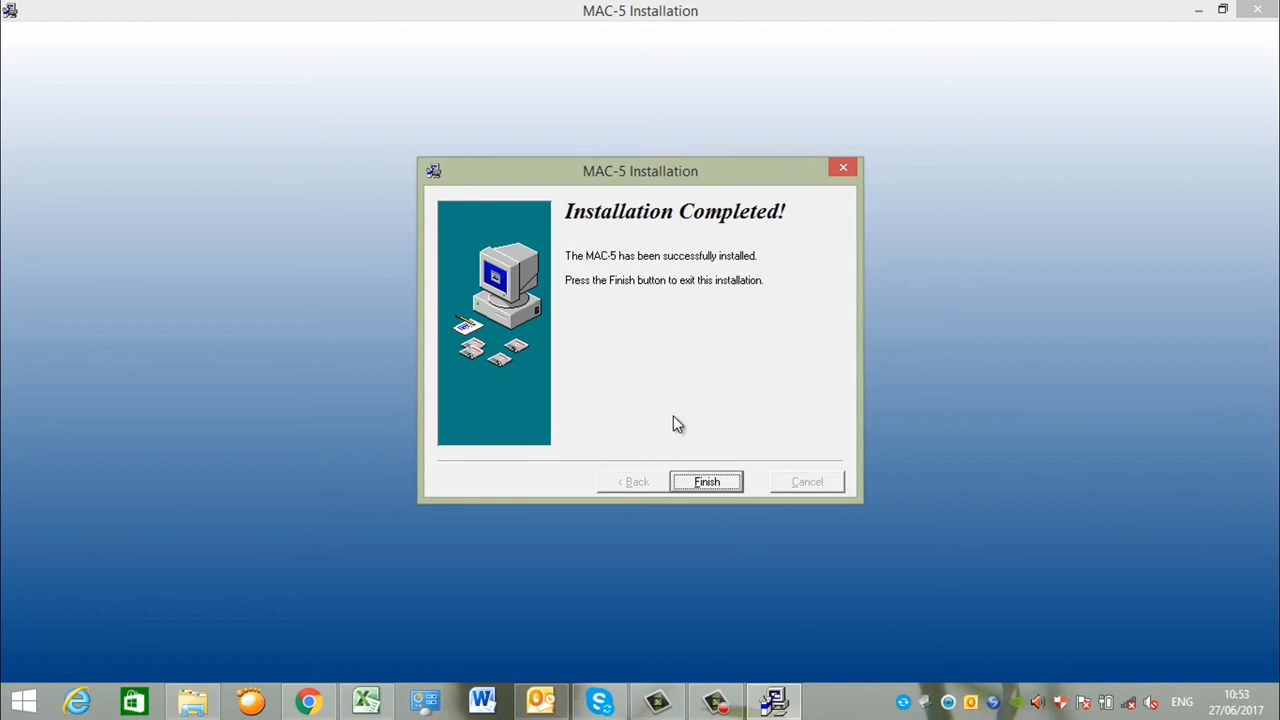 MAC-5 Installation
MAC-5 Installation
Installation Completed!
The MAC-5 has been successfully installed.
Press the Finish button to exit this installation.
< Back
Finish
Cancel
ENG
10:53
27/06/2017